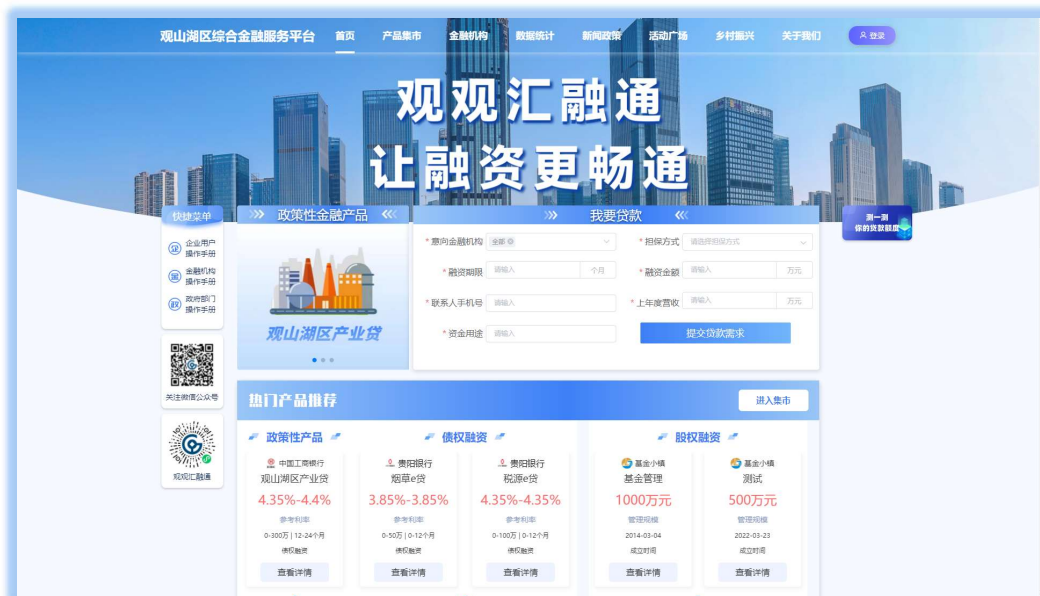 观山湖区综合金融服务平台 首页 产品集市 金融机构 数据统计 新闻政策 活动广场 乡村振兴 关于我们 登录
观观汇融通
让融资更畅通
快捷菜单
企业用户
操作手册
金融机构
操作手册
政府部门
操作手册
关注微信公众号
观观汇融通
政策性金融产品
观山湖区产业贷
我要贷款
*意向金融机构 全部
*担保方式 请选择担保方式
*融资期限 请输入 个月
*融资金额 请输入 万元
*联系人手机号 请输入
*上年度营收 请输入 万元
*资金用途 请输入
提交贷款需求
测一测
你的贷款额度
热门产品推荐
进入集市
政策性产品
中国工商银行
观山湖区产业贷
4.35%-4.4%
参考利率
0-300万 | 12-24个月
债权融资
查看详情
债权融资
贵阳银行
烟草e贷
3.85%-3.85%
参考利率
0-50万 | 0-12个月
债权融资
查看详情
贵阳银行
税源e贷
4.35%-4.35%
参考利率
0-100万 | 0-12个月
债权融资
查看详情
股权融资
基金小镇
基金管理
1000万元
管理规模
2014-03-04
成立时间
查看详情
基金小镇
测试
500万元
管理规模
2022-03-23
成立时间
查看详情